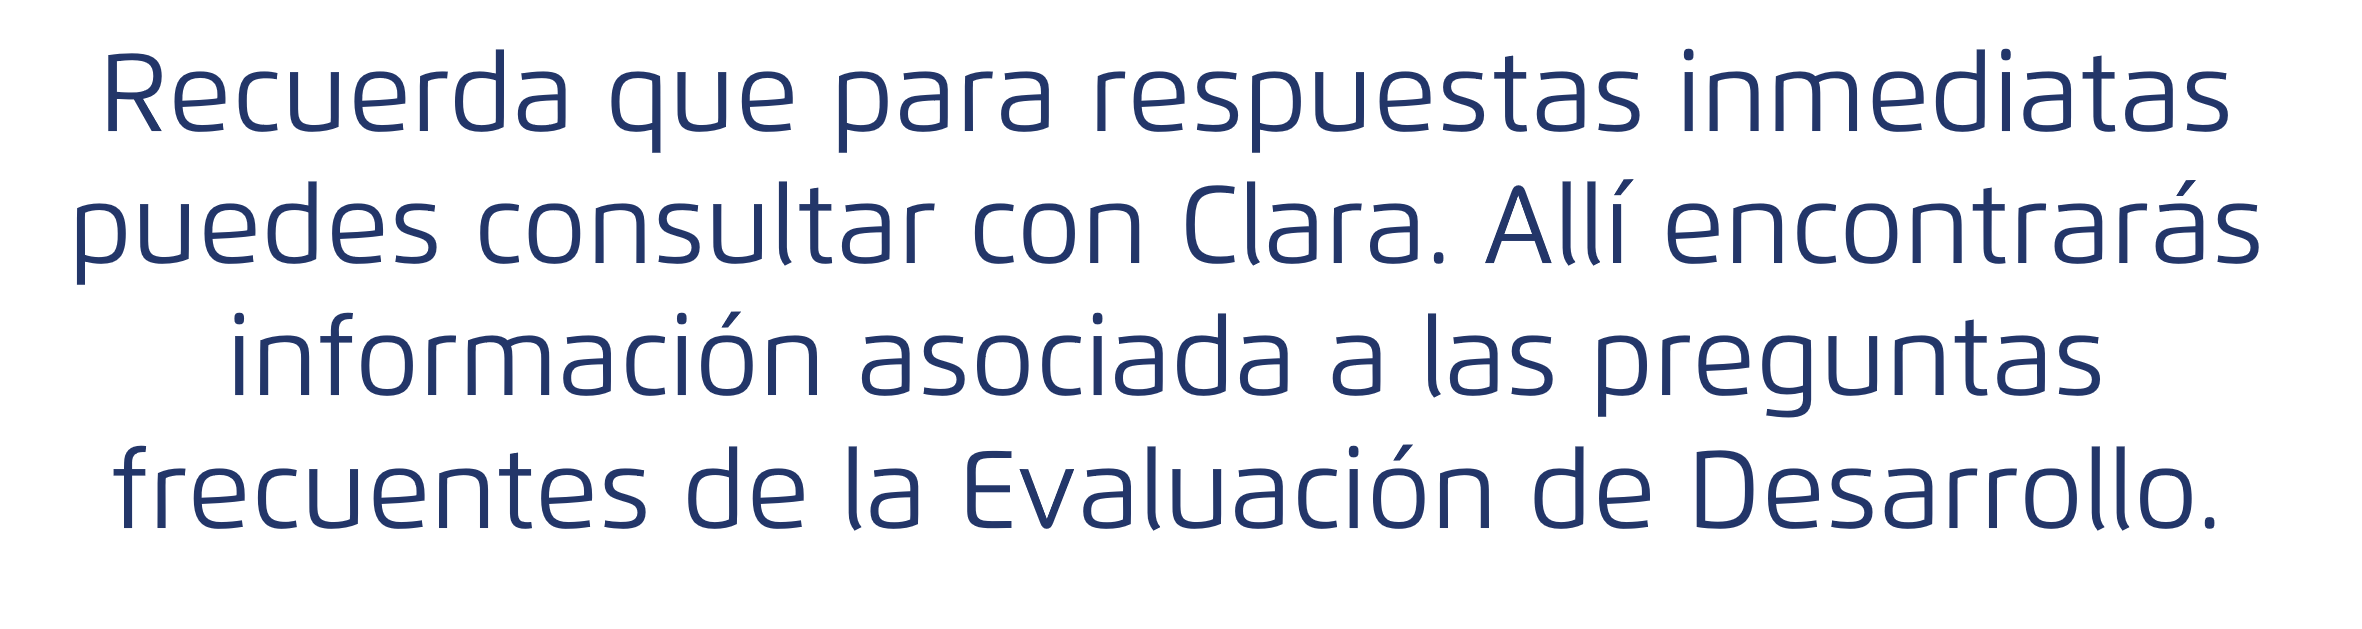 Recuerda que para respuestas inmediatas
puedes consultar con Clara. Allí encontrarás
información asociada a las preguntas
frecuentes de la Evaluación de Desarrollo.